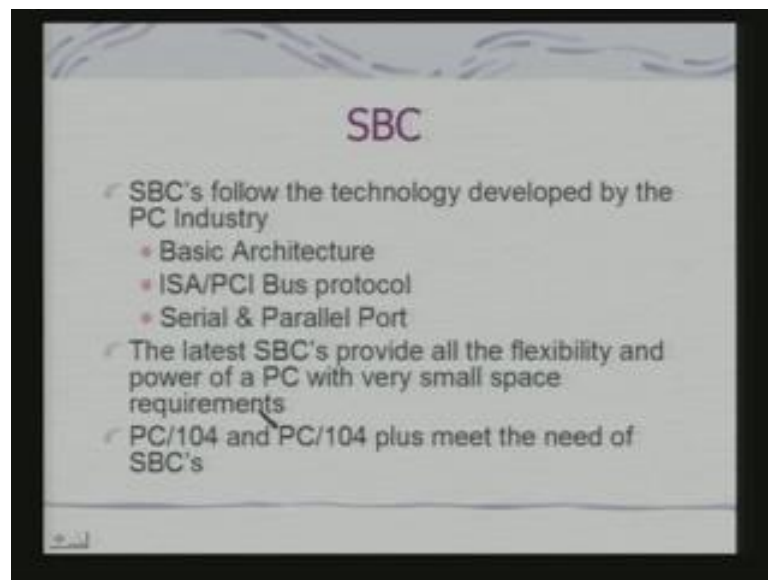 SBC
SBC's follow the technology developed by the
PC Industry
Basic Architecture
ISA/PCI Bus protocol
Serial & Parallel Port
The latest SBC's provide all the flexibility and
power of a PC with very small space
requirements
PC/104 and PC/104 plus meet the need of
SBC's